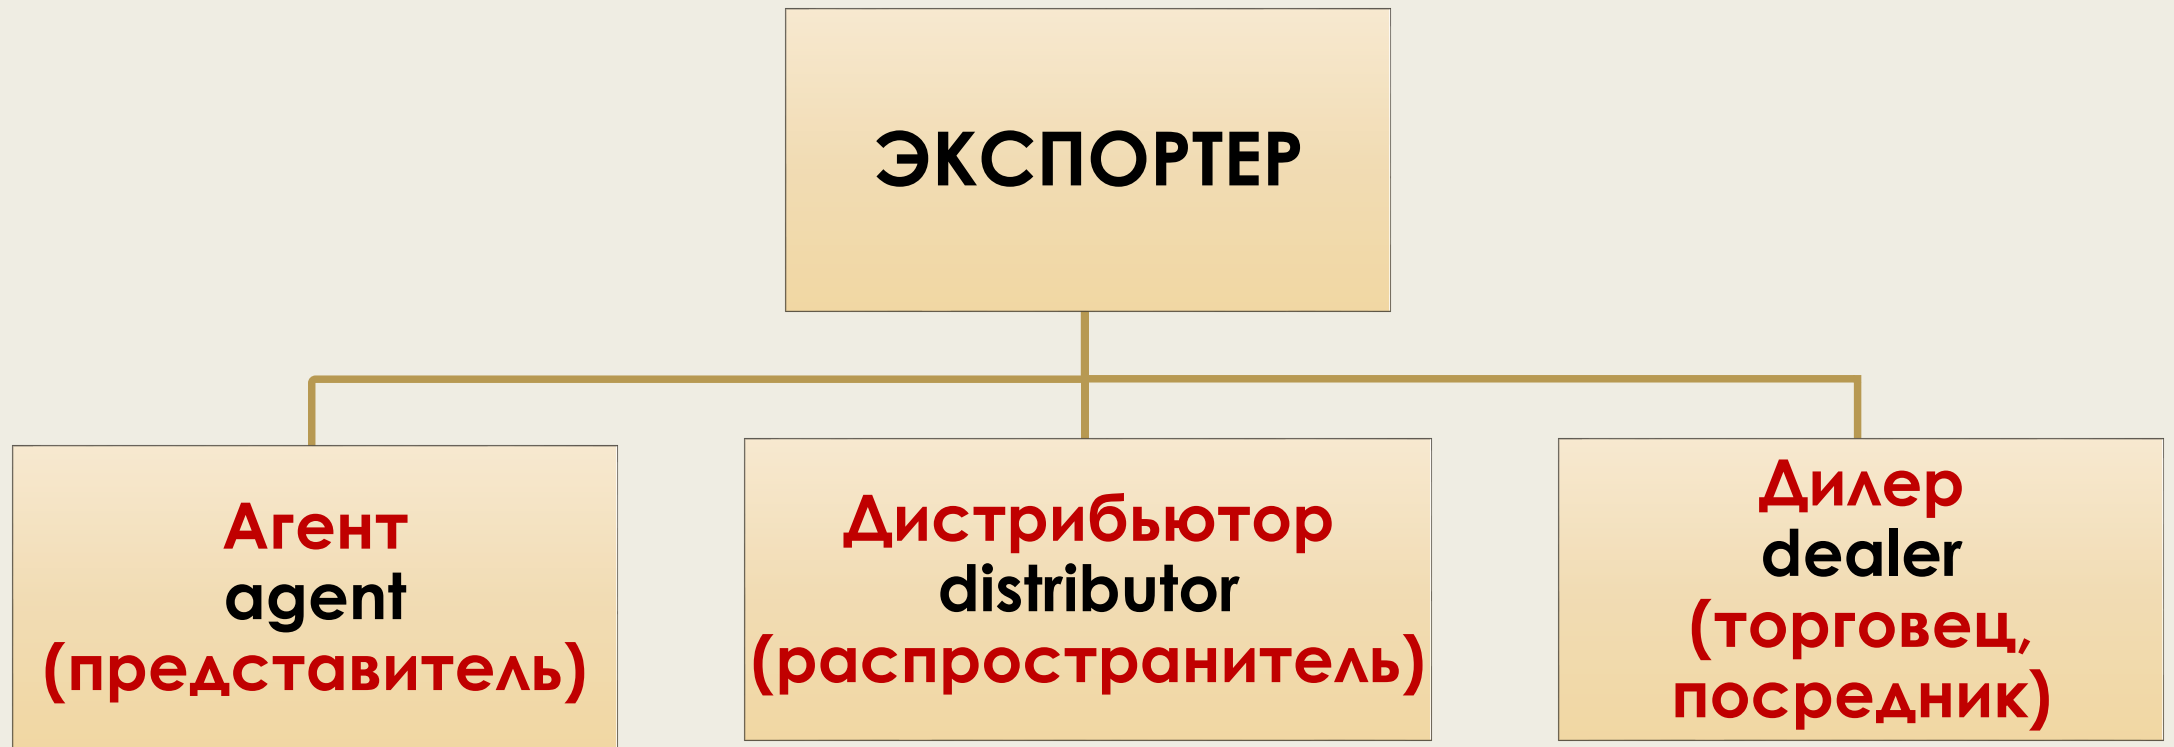 ЭКСПОРТЕР
Агент
agent
(представитель)
Дистрибьютор
distributor
(распространитель)
Дилер
dealer
(торговец,
посредник)